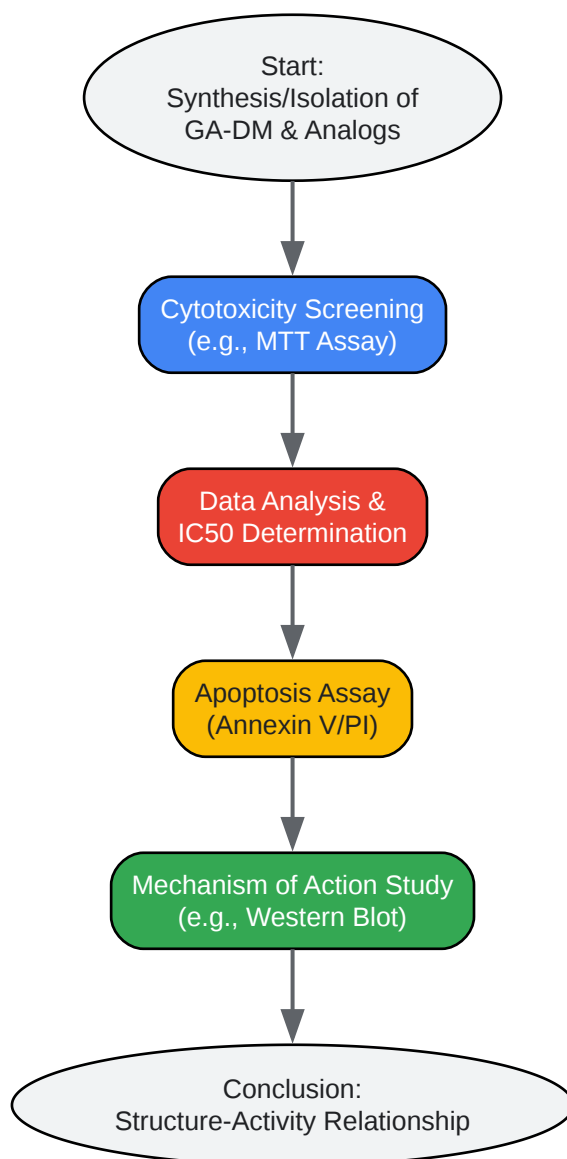 Start:
Synthesis/Isolation of
GA-DM & Analogs
Cytotoxicity Screening
(e.g., MTT Assay)
Data Analysis &
IC50 Determination
Apoptosis Assay
(Annexin V/PI)
Mechanism of Action Study
(e.g., Western Blot)
Conclusion:
Structure-Activity Relationship